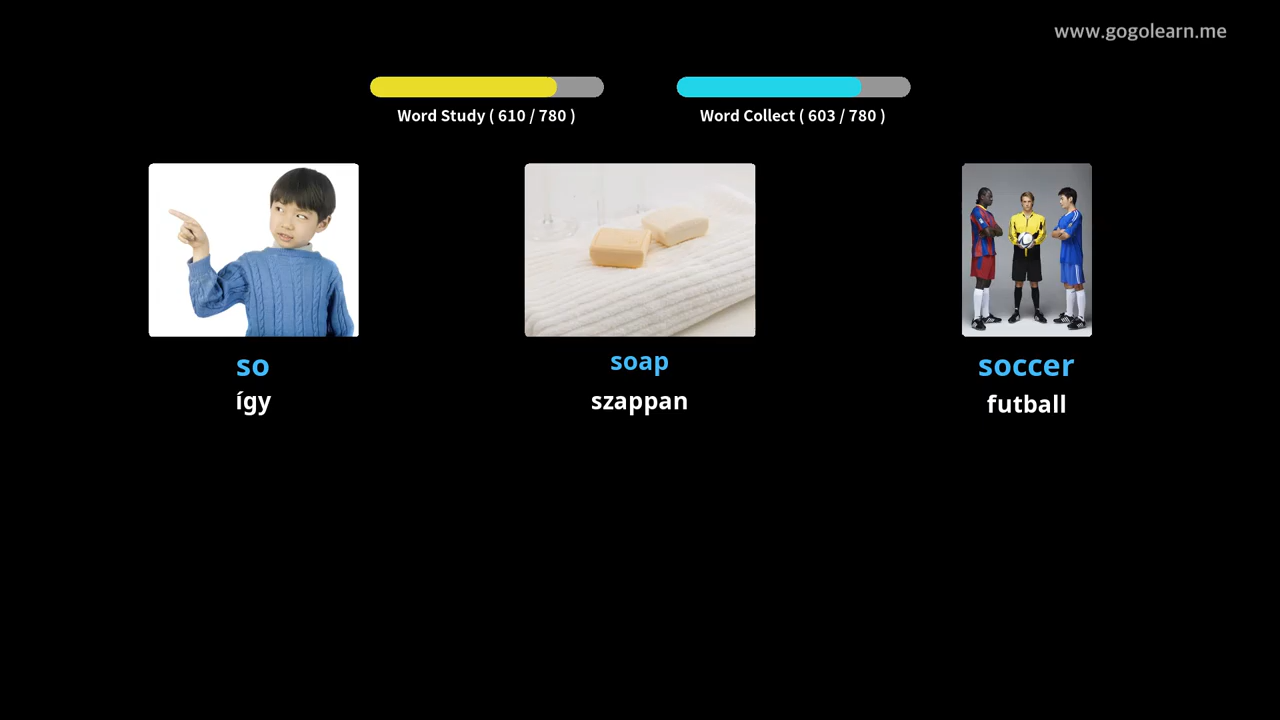 www.gogolearn.me
Word Study ( 610 / 780 )
Word Collect ( 603 / 780 )
so
soap
soccer
így
szappan
futball